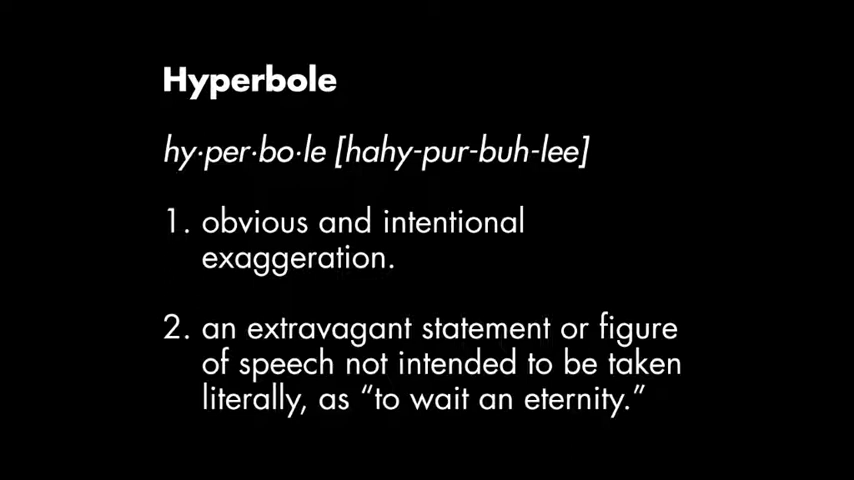 Hyperbole
hy·per·bo·le [hahy-pur-buh-lee]
1. obvious and intentional
exaggeration.
2. an extravagant statement or figure
of speech not intended to be taken
literally, as “to wait an eternity.”